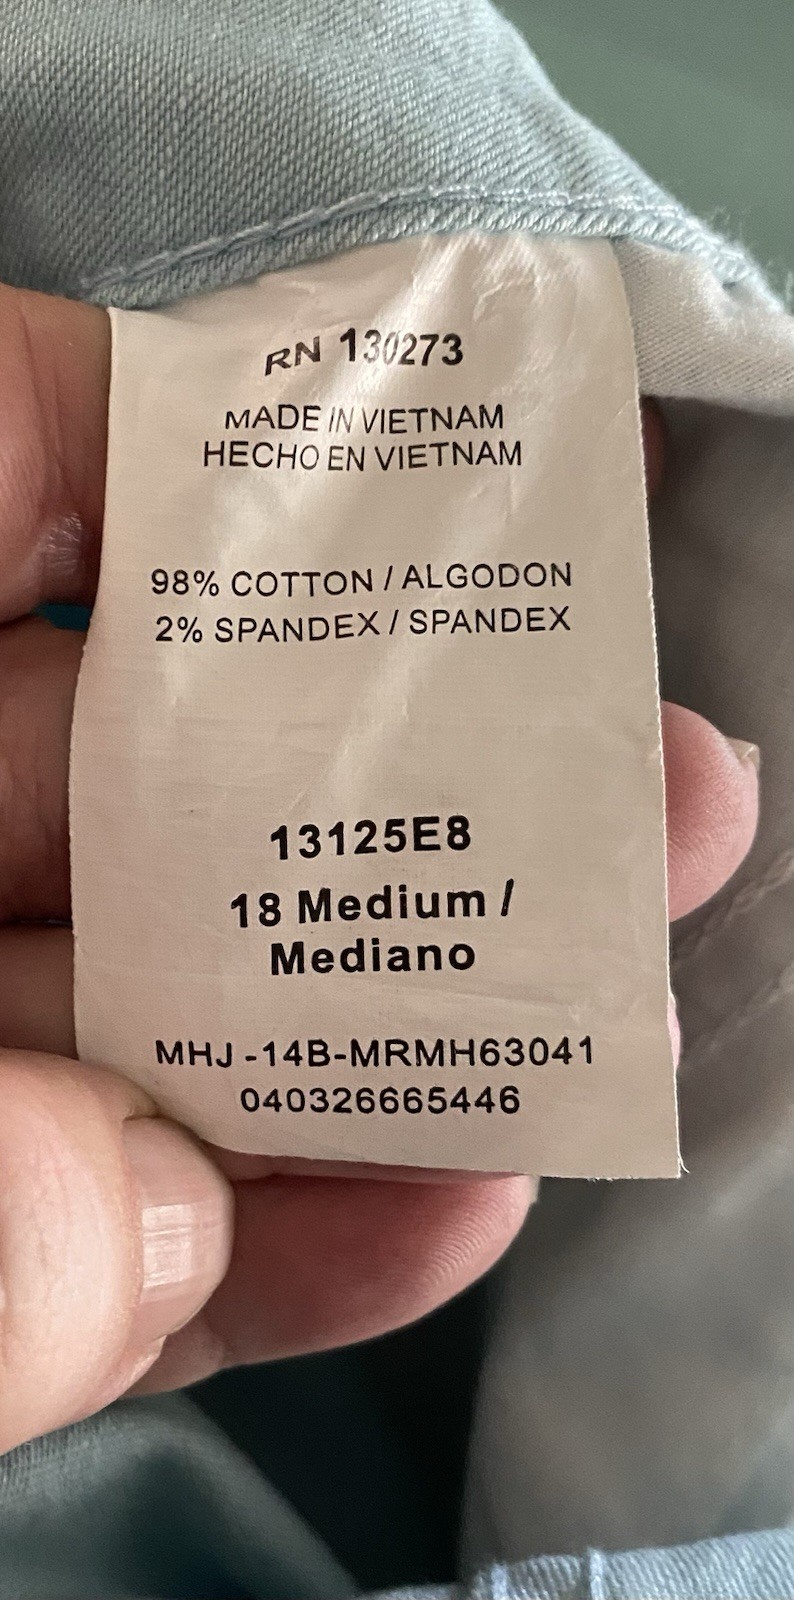 RN 130273
MADE IN VIETNAM
HECHO EN VIETNAM
98% COTTON / ALGODON
2% SPANDEX / SPANDEX
13125E8
18 Medium /
Mediano
MHJ -14B-MRMH63041
040326665446